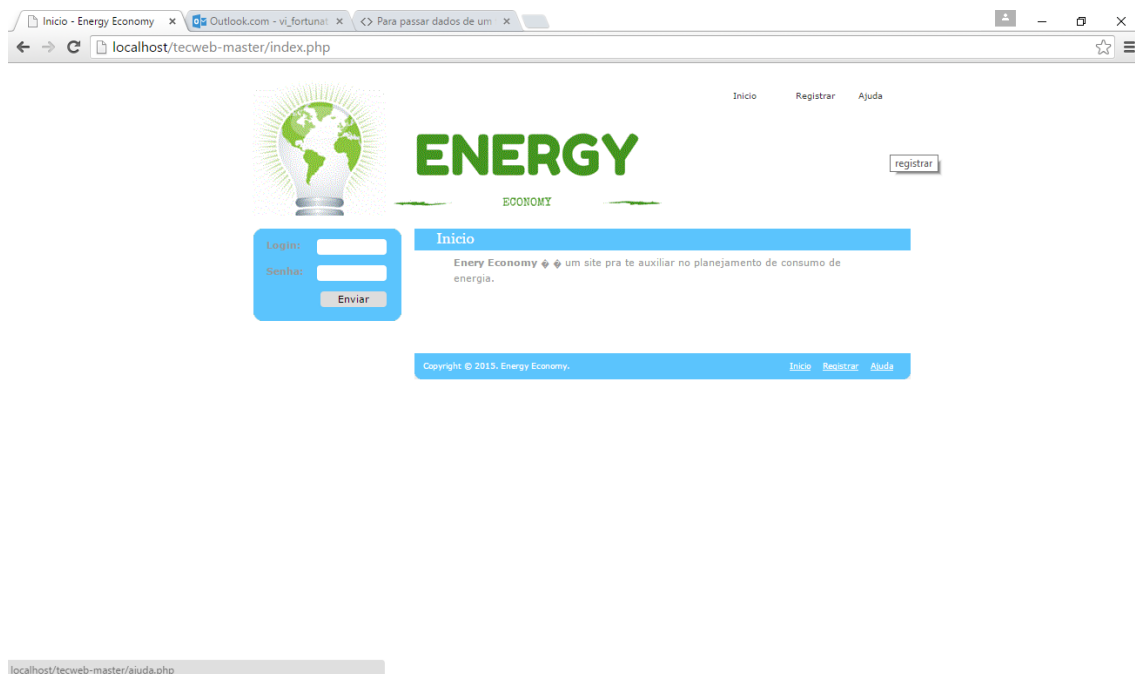 Inicio - Energy Economy
Outlook.com - vi_fortunat
<> Para passar dados de um
localhost/tecweb-master/index.php
Inicio Registrar Ajuda
ENERGY
registrar
ECONOMY
Login:
Senha:
Enviar
Inicio
Enery Economy � � um site pra te auxiliar no planejamento de consumo de
energia.
Copyright © 2015. Energy Economy.
Inicio Registrar Ajuda
localhost/tecweb-master/ajuda.php